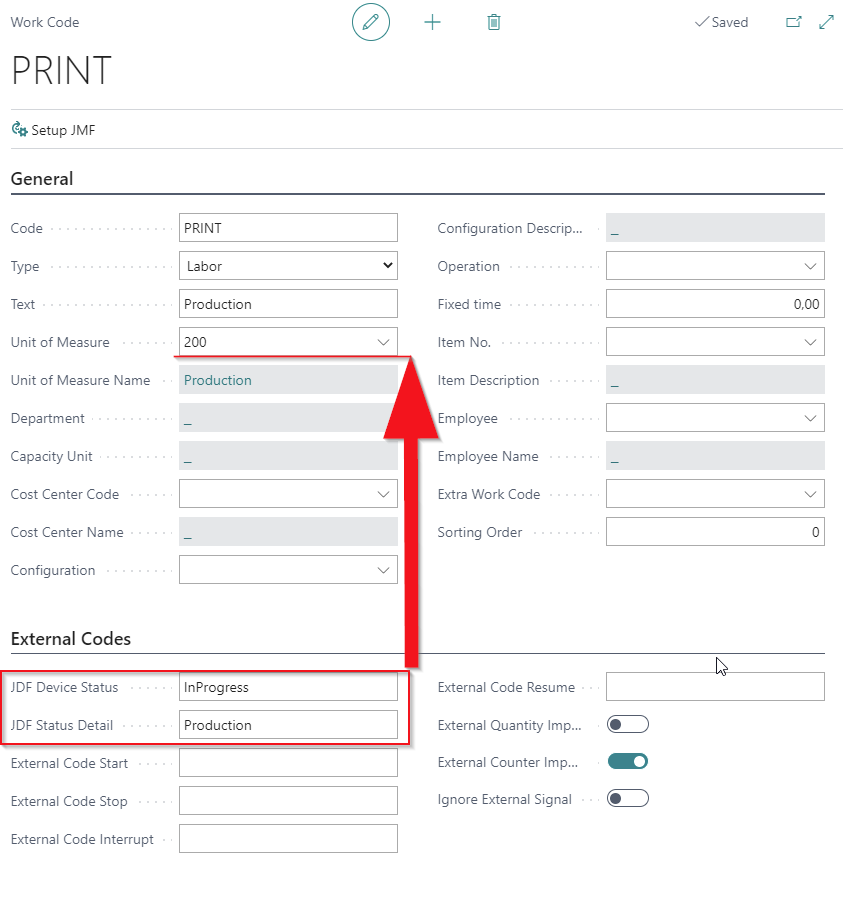 Work Code
Saved
PRINT
Setup JMF
General
Code PRINT
Type Labor
Text Production
Unit of Measure 200
Unit of Measure Name Production
Department _
Capacity Unit _
Cost Center Code
Cost Center Name _
Configuration
Configuration Descrip... _
Operation
Fixed time 0,00
Item No.
Item Description _
Employee
Employee Name _
Extra Work Code
Sorting Order 0
External Codes
JDF Device Status InProgress
JDF Status Detail Production
External Code Start
External Code Stop
External Code Interrupt
External Code Resume
External Quantity Imp...
External Counter Imp...
Ignore External Signal